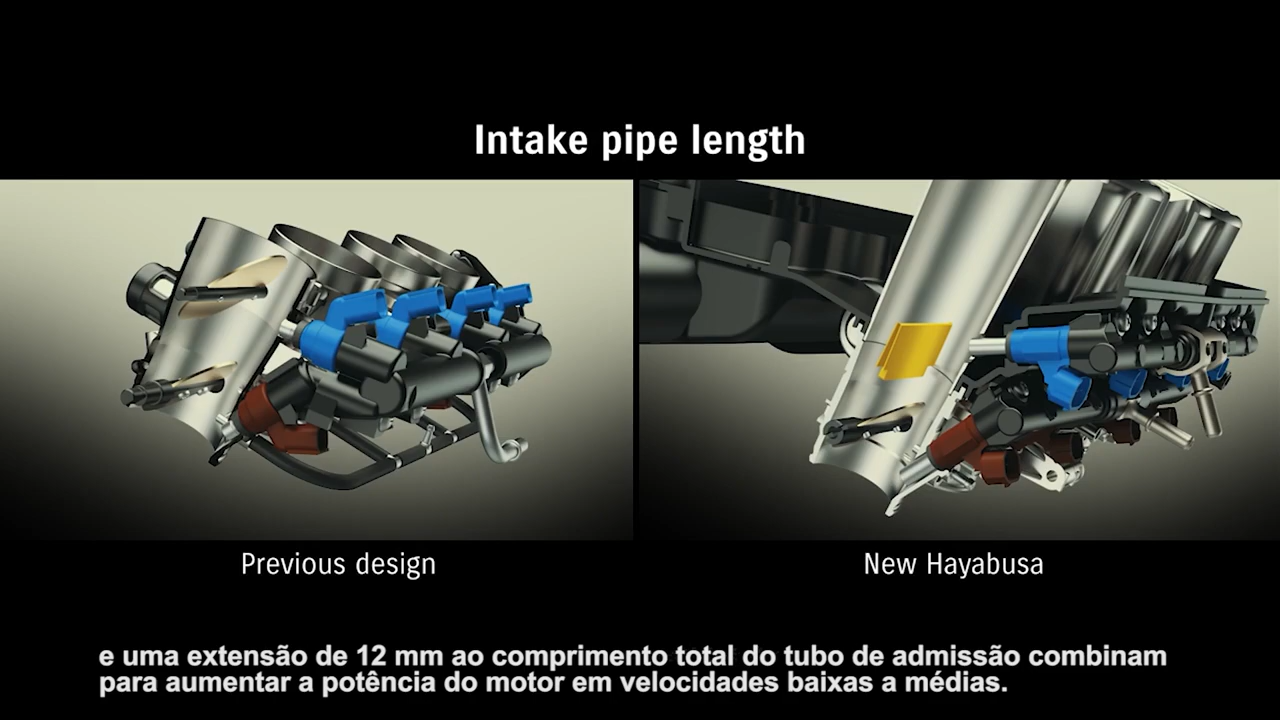 Intake pipe length
Previous design
New Hayabusa
e uma extensão de 12 mm ao comprimento total do tubo de admissão combinam
para aumentar a potência do motor em velocidades baixas a médias.